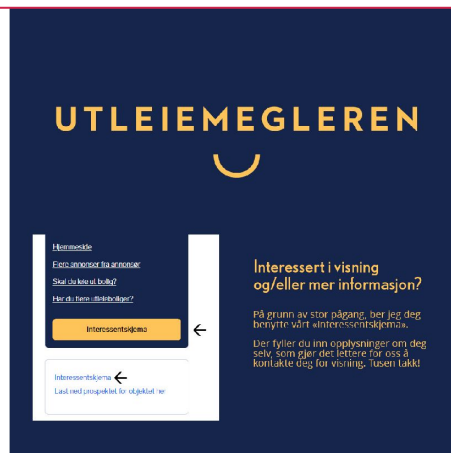 UTLEIEMEGLEREN
Hjemmeside
Flere annonser fra annonsør
Skal du leie ut bolig?
Har du flere utleieboliger?
Interessentskjema
Interessentskjema
Last ned prospektet for objektet her
Interessert i visning
og/eller mer informasjon?
På grunn av stor pågang, ber jeg deg
benytte vårt «Interessentskjema».
Der fyller du inn opplysninger om deg
selv, som gjør det lettere for oss å
kontakte deg for visning. Tusen takk!